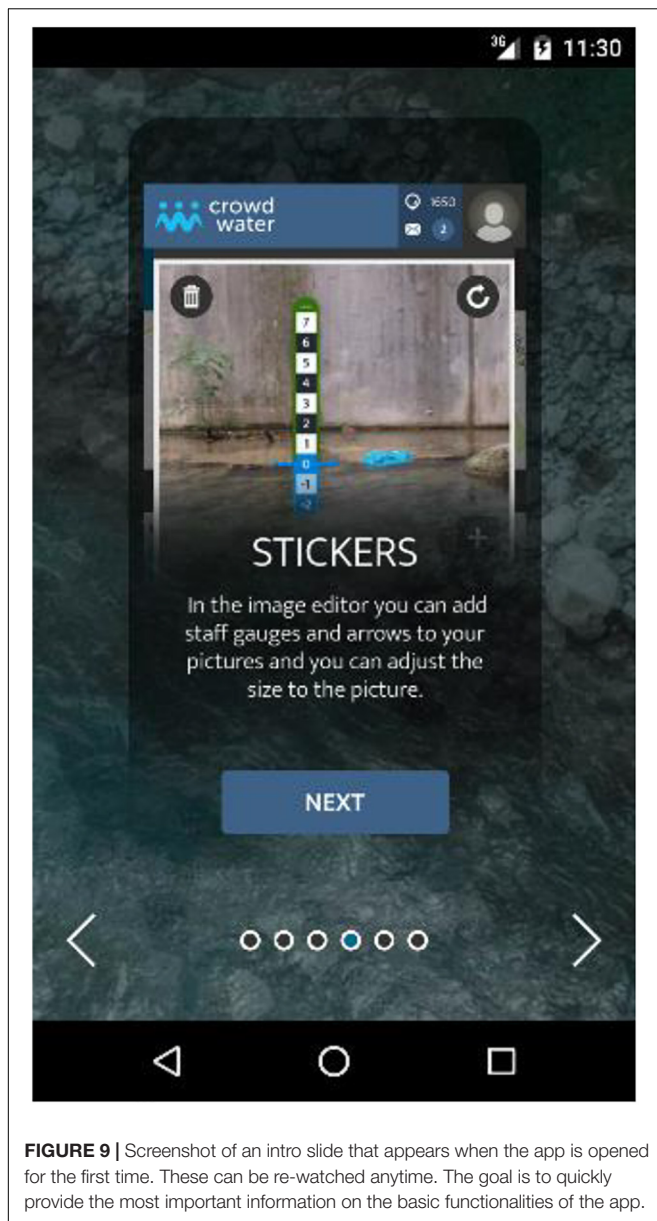 3G 11:30
crowd 1650
water 2
7
6
5
4
3
2
1
0
-1
-2
STICKERS
In the image editor you can add
staff gauges and arrows to your
pictures and you can adjust the
size to the picture.
NEXT
FIGURE 9 | Screenshot of an intro slide that appears when the app is opened
for the first time. These can be re-watched anytime. The goal is to quickly
provide the most important information on the basic functionalities of the app.